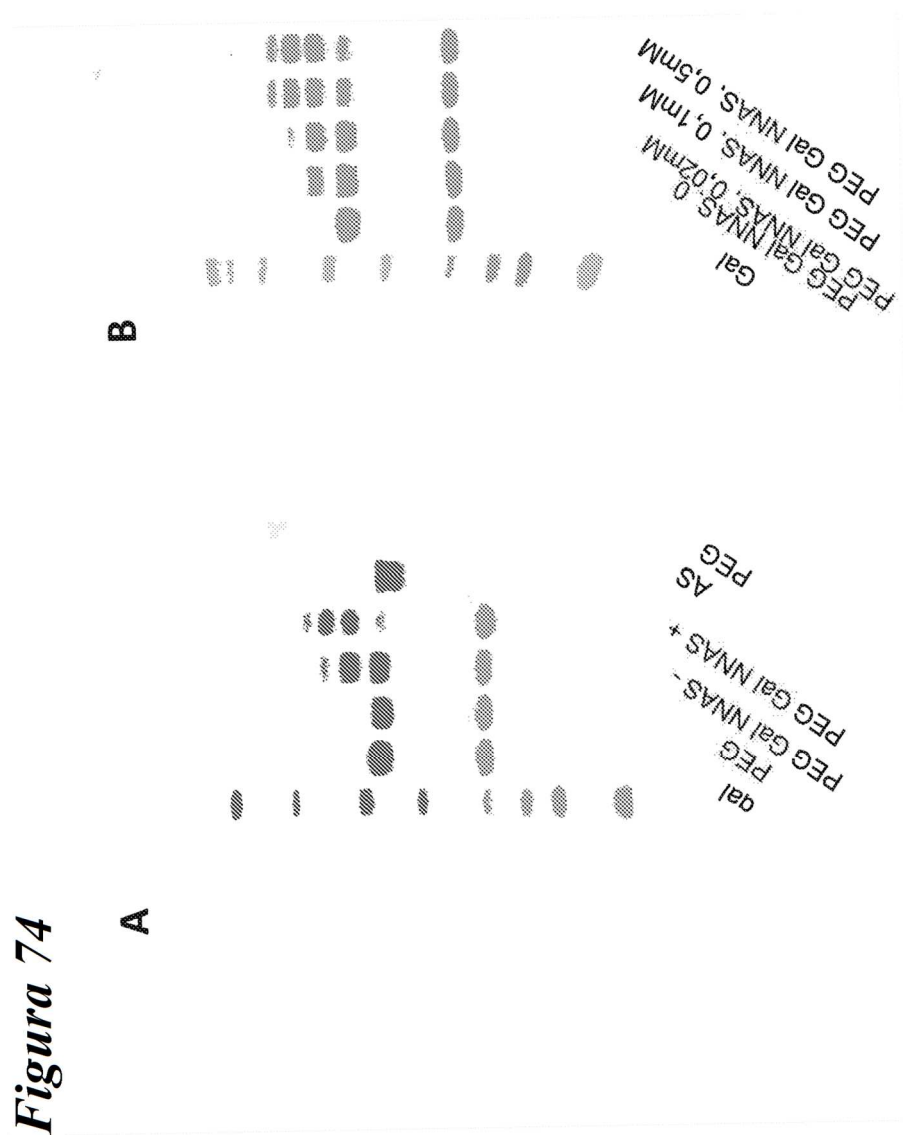 Figura 74
A
gal
PEG
PEG Gal NNAS -
PEG Gal NNAS +
AS
PEG
B
Gal
PEG Gal NNAS, 0
PEG Gal NNAS, 0,02mM
PEG Gal NNAS, 0,1mM
PEG Gal NNAS, 0,5mM